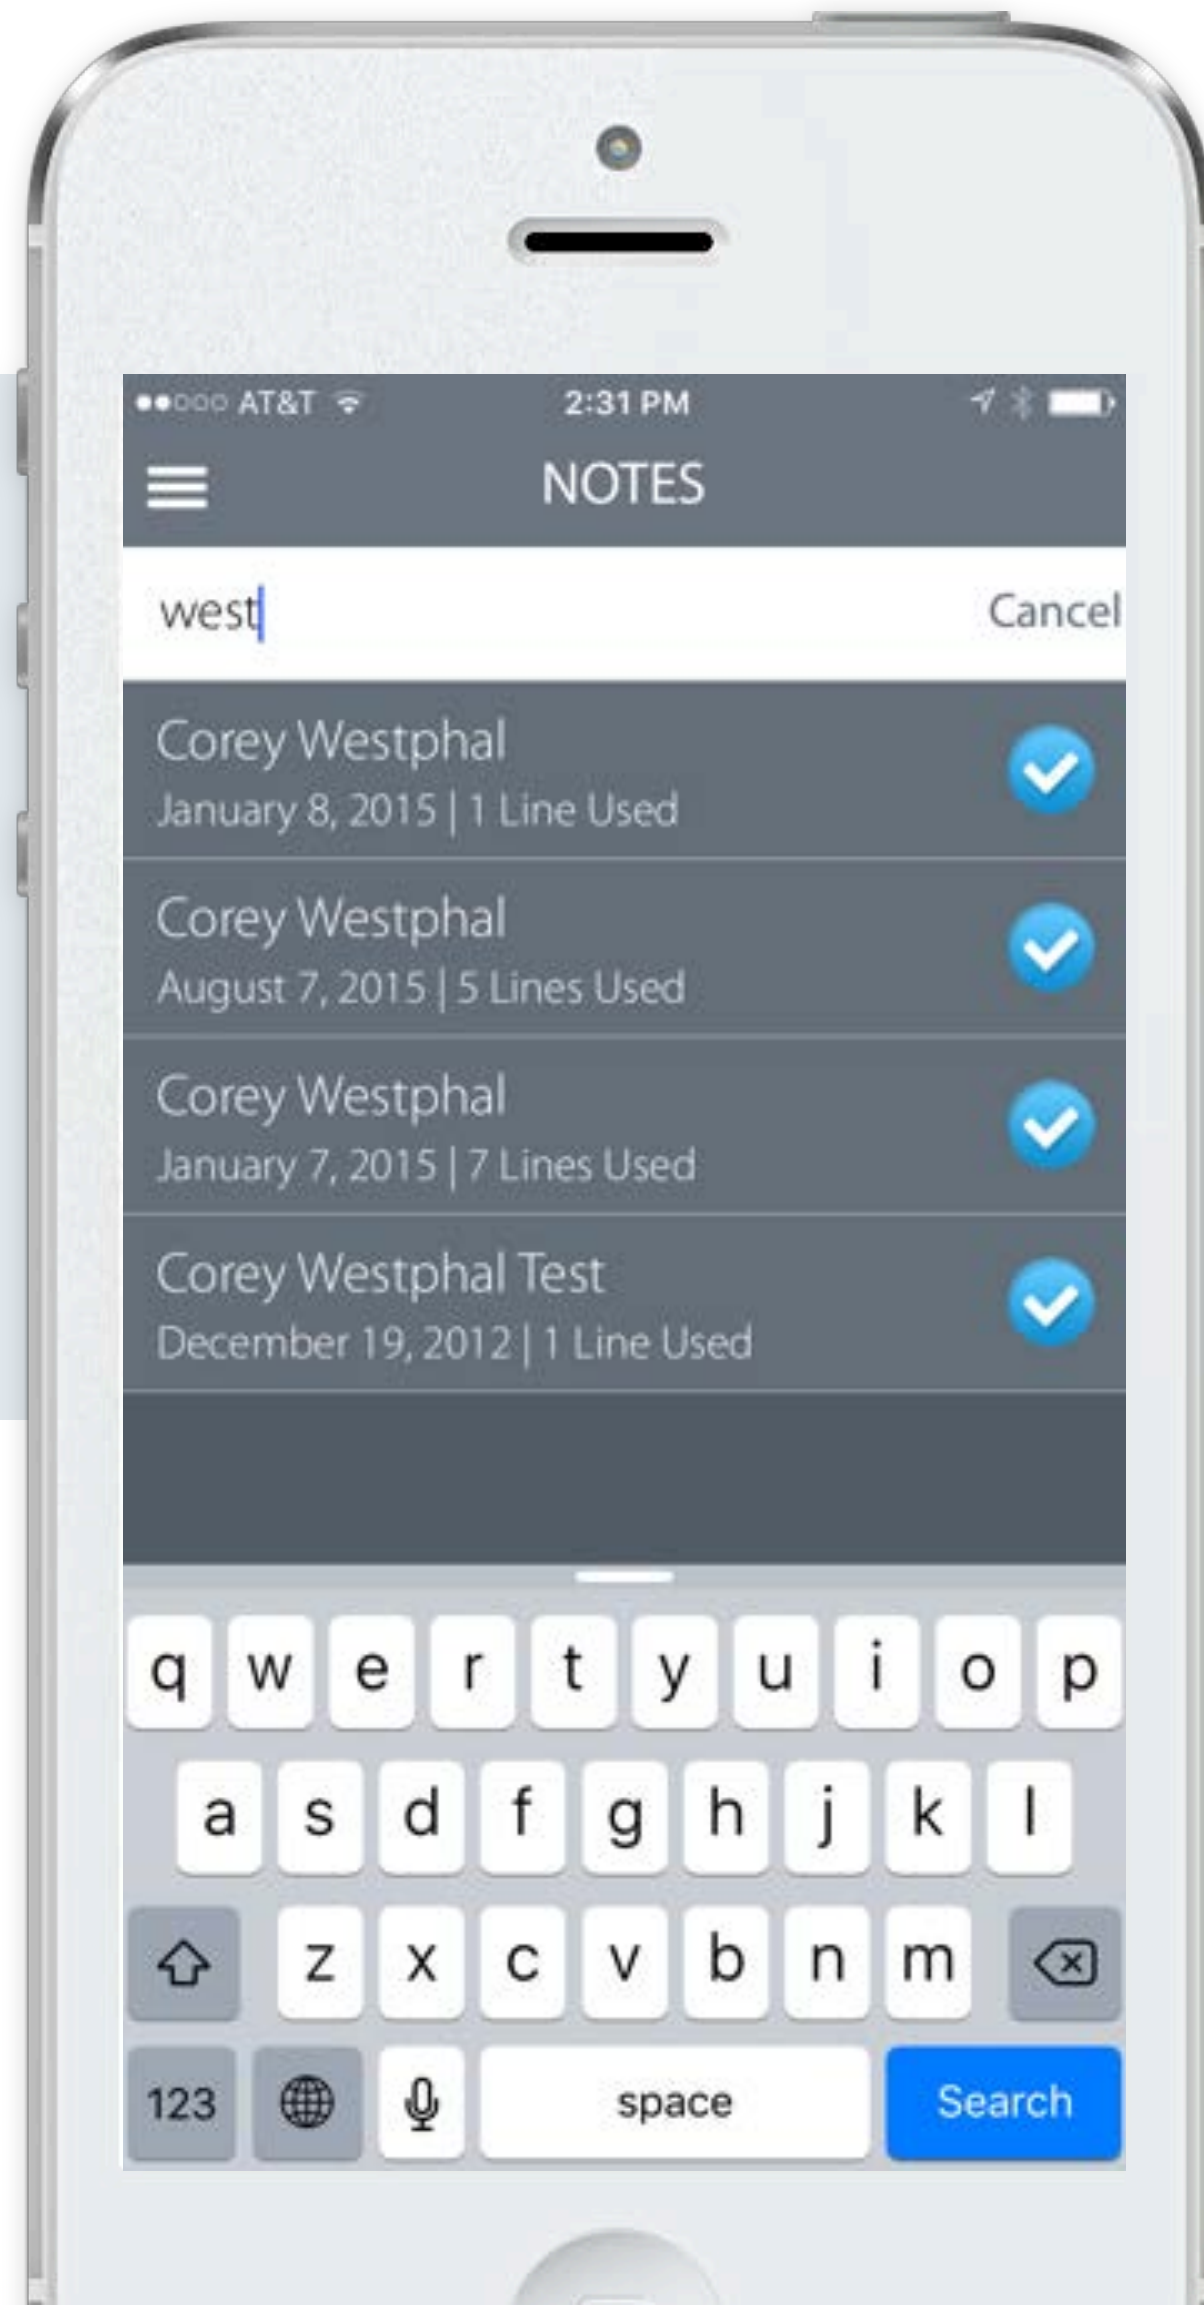 AT&T 2:31 PM
NOTES
west Cancel
Corey Westphal
January 8, 2015 | 1 Line Used
Corey Westphal
August 7, 2015 | 5 Lines Used
Corey Westphal
January 7, 2015 | 7 Lines Used
Corey Westphal Test
December 19, 2012 | 1 Line Used
q w e r t y u i o p
a s d f g h j k l
z x c v b n m
123 space Search